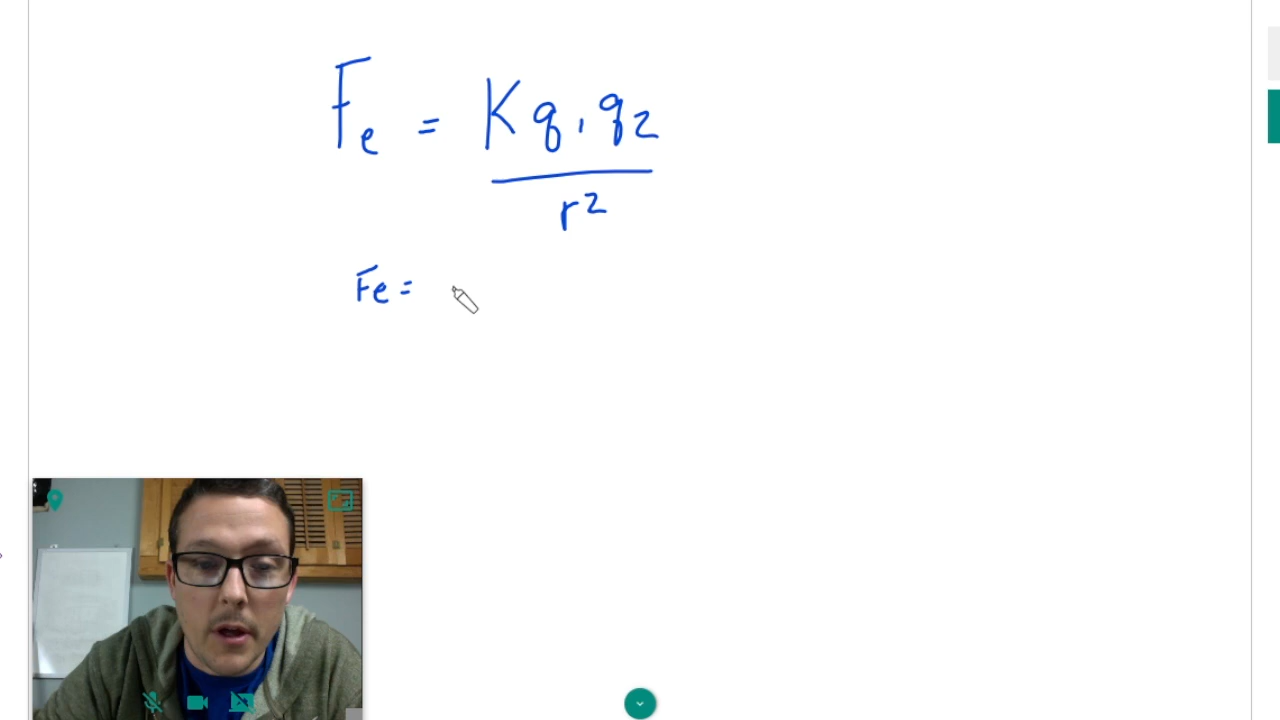 Fe = Kq1q2
r²
Fe =